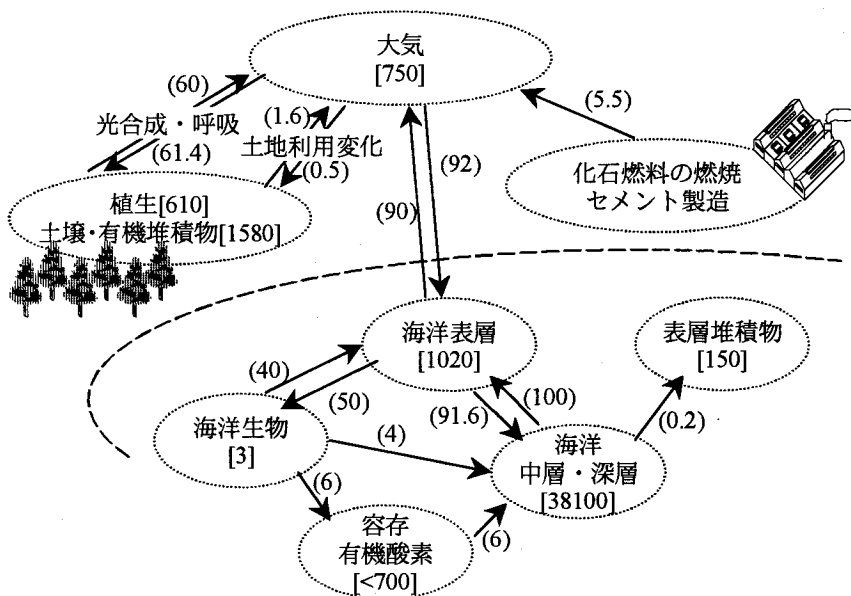 大気
[750]
(60)
(1.6)
(5.5)
光合成・呼吸
(61.4)
土地利用変化
(0.5)
(92)
(90)
化石燃料の燃焼
セメント製造
植生[610]
土壌・有機堆積物[1580]
海洋表層
[1020]
表層堆積物
[150]
(40)
(50)
(91.6)
(100)
(0.2)
海洋生物
[3]
(4)
海洋
中層・深層
[38100]
(6)
(6)
容存
有機酸素
[<700]